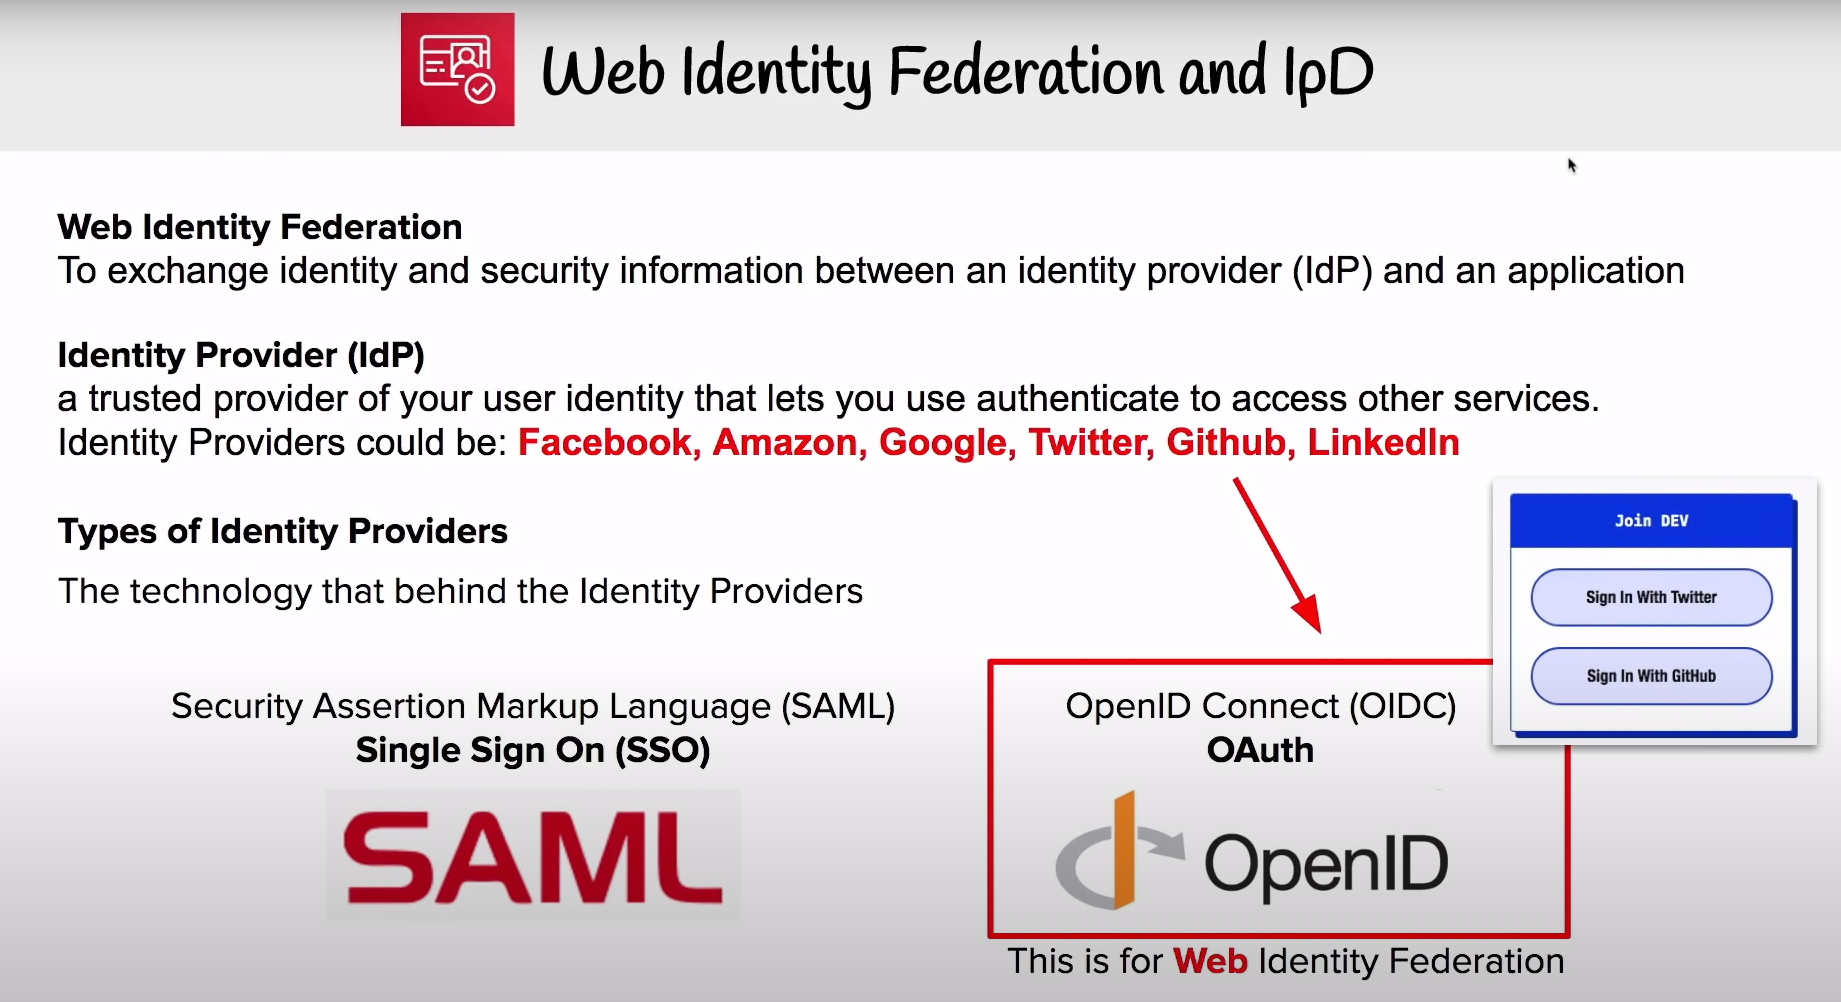 Web Identity Federation and IpD
Web Identity Federation
To exchange identity and security information between an identity provider (IdP) and an application
Identity Provider (IdP)
a trusted provider of your user identity that lets you use authenticate to access other services.
Identity Providers could be: Facebook, Amazon, Google, Twitter, Github, LinkedIn
Types of Identity Providers
The technology that behind the Identity Providers
Join DEV
Sign In With Twitter
Sign In With GitHub
Security Assertion Markup Language (SAML)
Single Sign On (SSO)
SAML
OpenID Connect (OIDC)
OAuth
OpenID
This is for Web Identity Federation